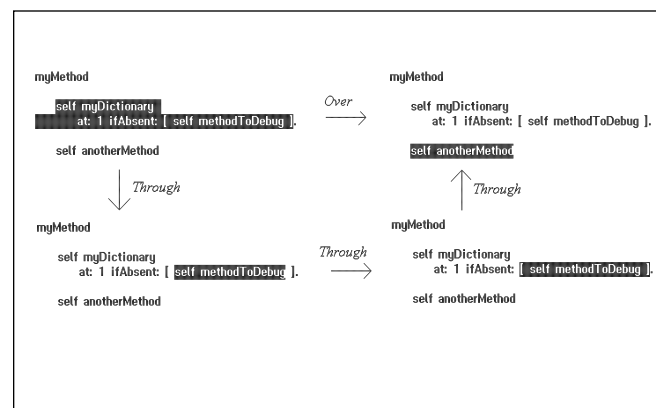 myMethod
self myDictionary
at: 1 ifAbsent: [ self methodToDebug ].
self anotherMethod
Over
myMethod
self myDictionary
at: 1 ifAbsent: [ self methodToDebug ].
self anotherMethod
Through
Through
myMethod
self myDictionary
at: 1 ifAbsent: [ self methodToDebug ].
self anotherMethod
Through
myMethod
self myDictionary
at: 1 ifAbsent: [ self methodToDebug ].
self anotherMethod